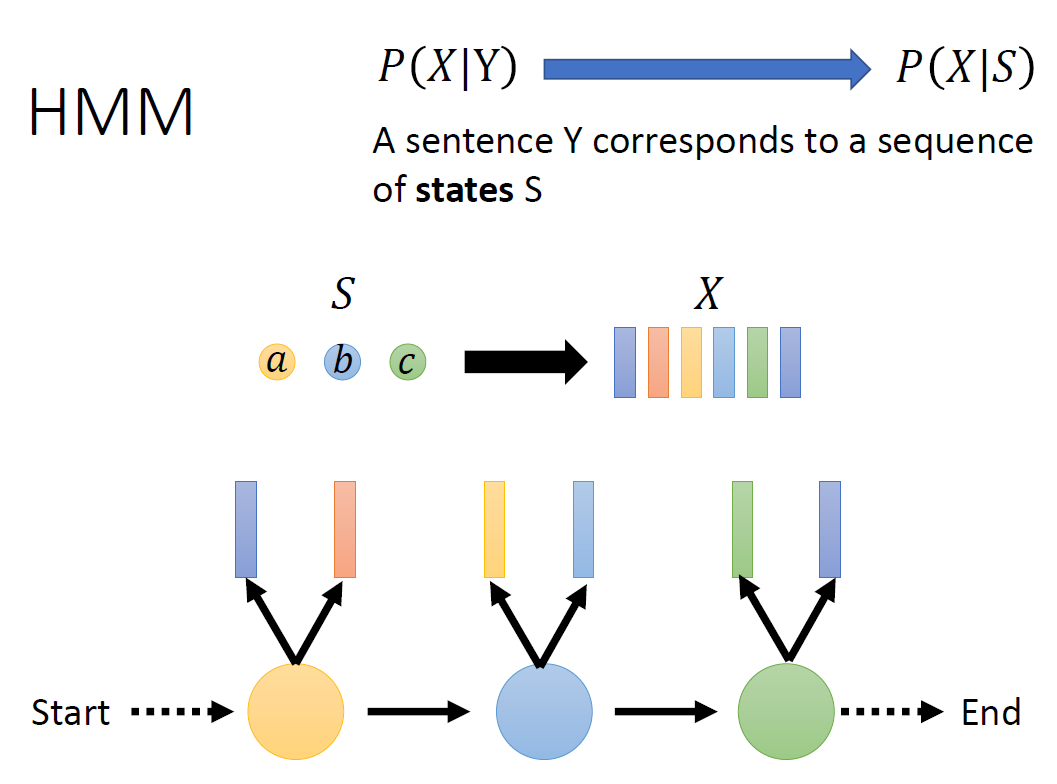 HMM
P(X|Y)
P(X|S)
A sentence Y corresponds to a sequence
of states S
S
X
a b c
Start
End